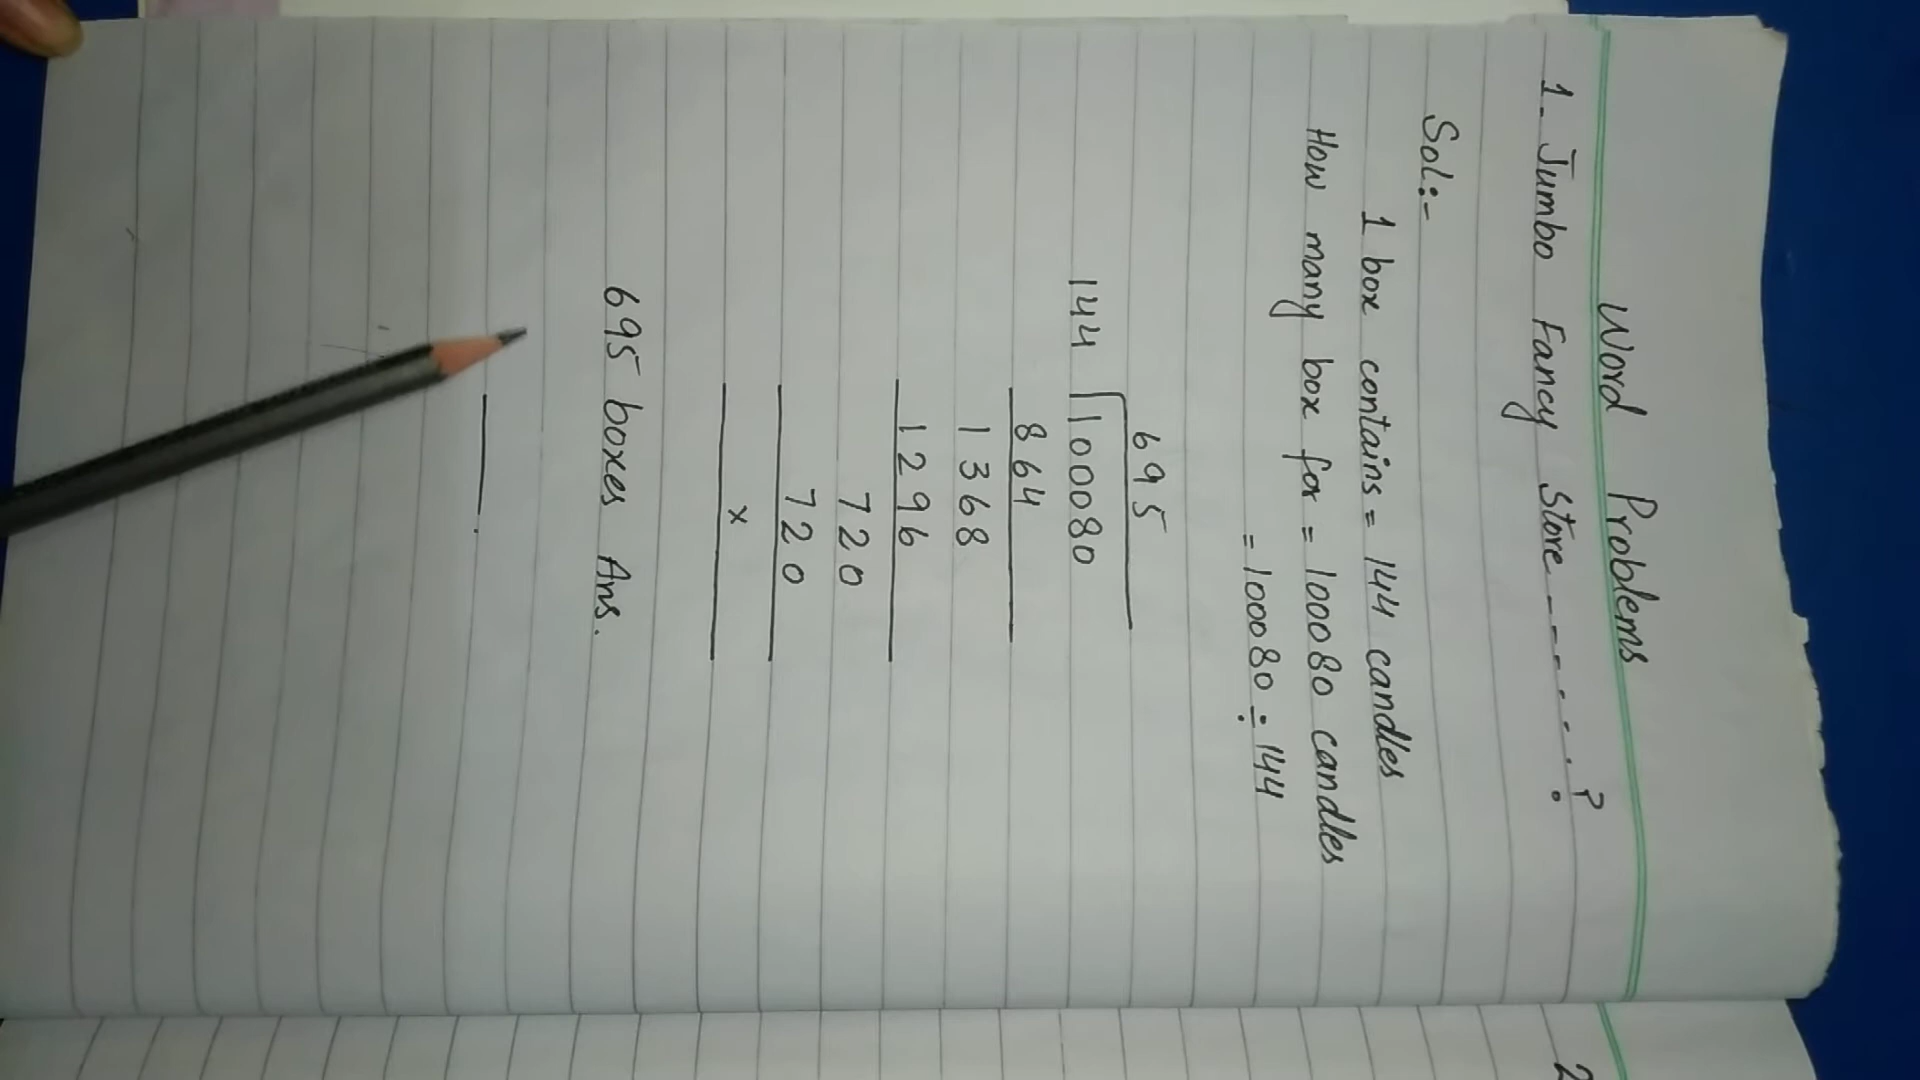 Word Problems
1- Jumbo Fancy Store - - - - - - - ?
Sol:-
1 box contains = 144 candles
How many box for = 100080 candles
= 100080 ÷ 144
695
144 100080
864
1368
1296
720
720
x
695 boxes Ans.
2